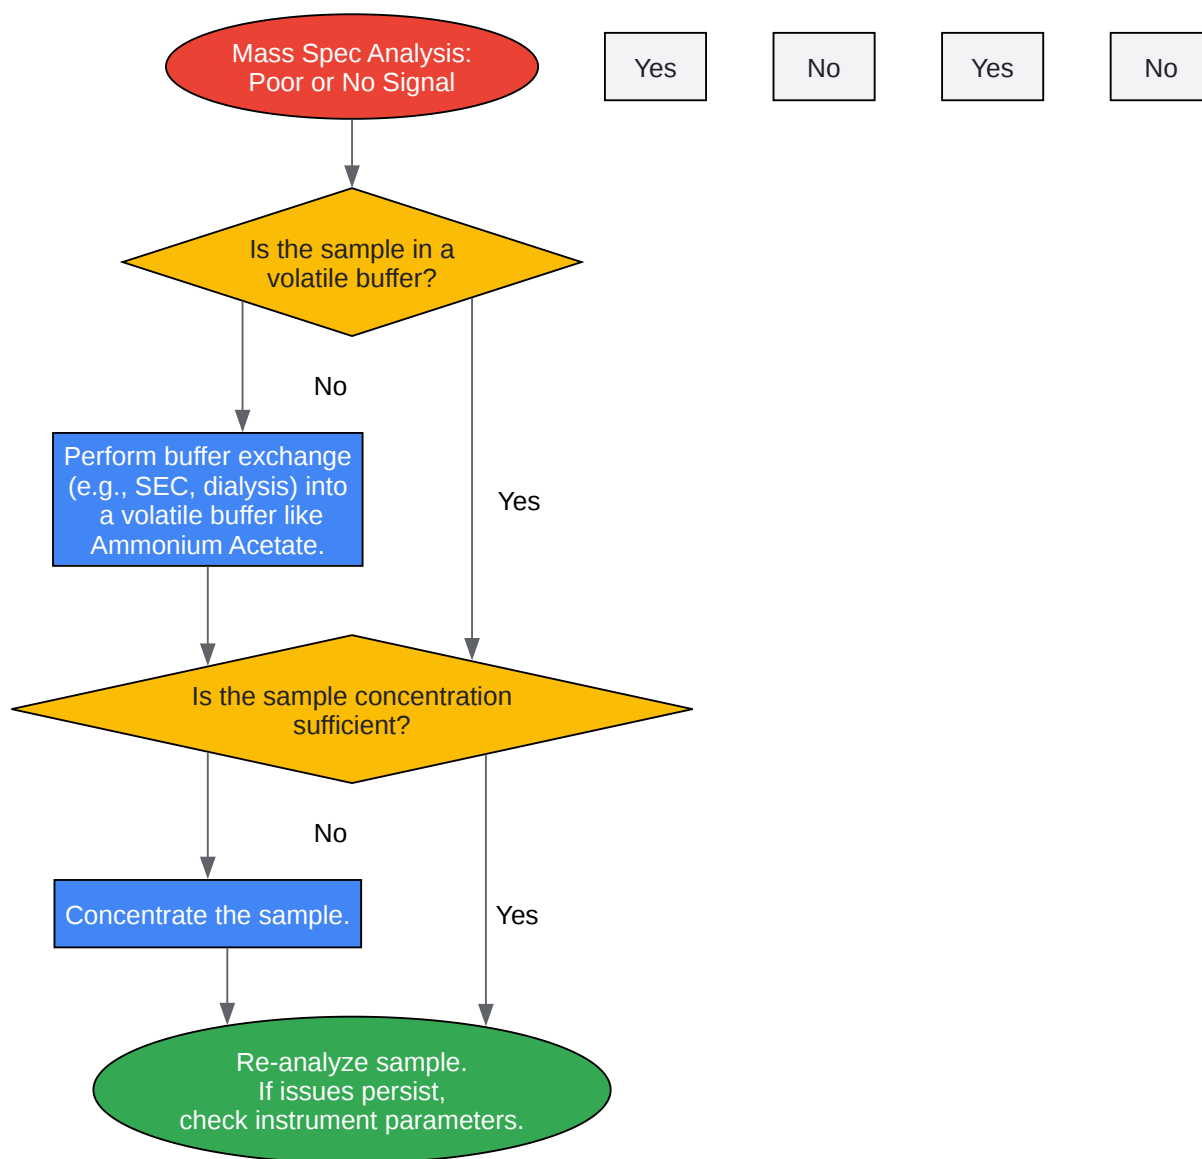 Mass Spec Analysis:
Poor or No Signal
Yes
No
Yes
No
Is the sample in a
volatile buffer?
No
Perform buffer exchange
(e.g., SEC, dialysis) into
a volatile buffer like
Ammonium Acetate.
Yes
Is the sample concentration
sufficient?
No
Concentrate the sample.
Yes
Re-analyze sample.
If issues persist,
check instrument parameters.